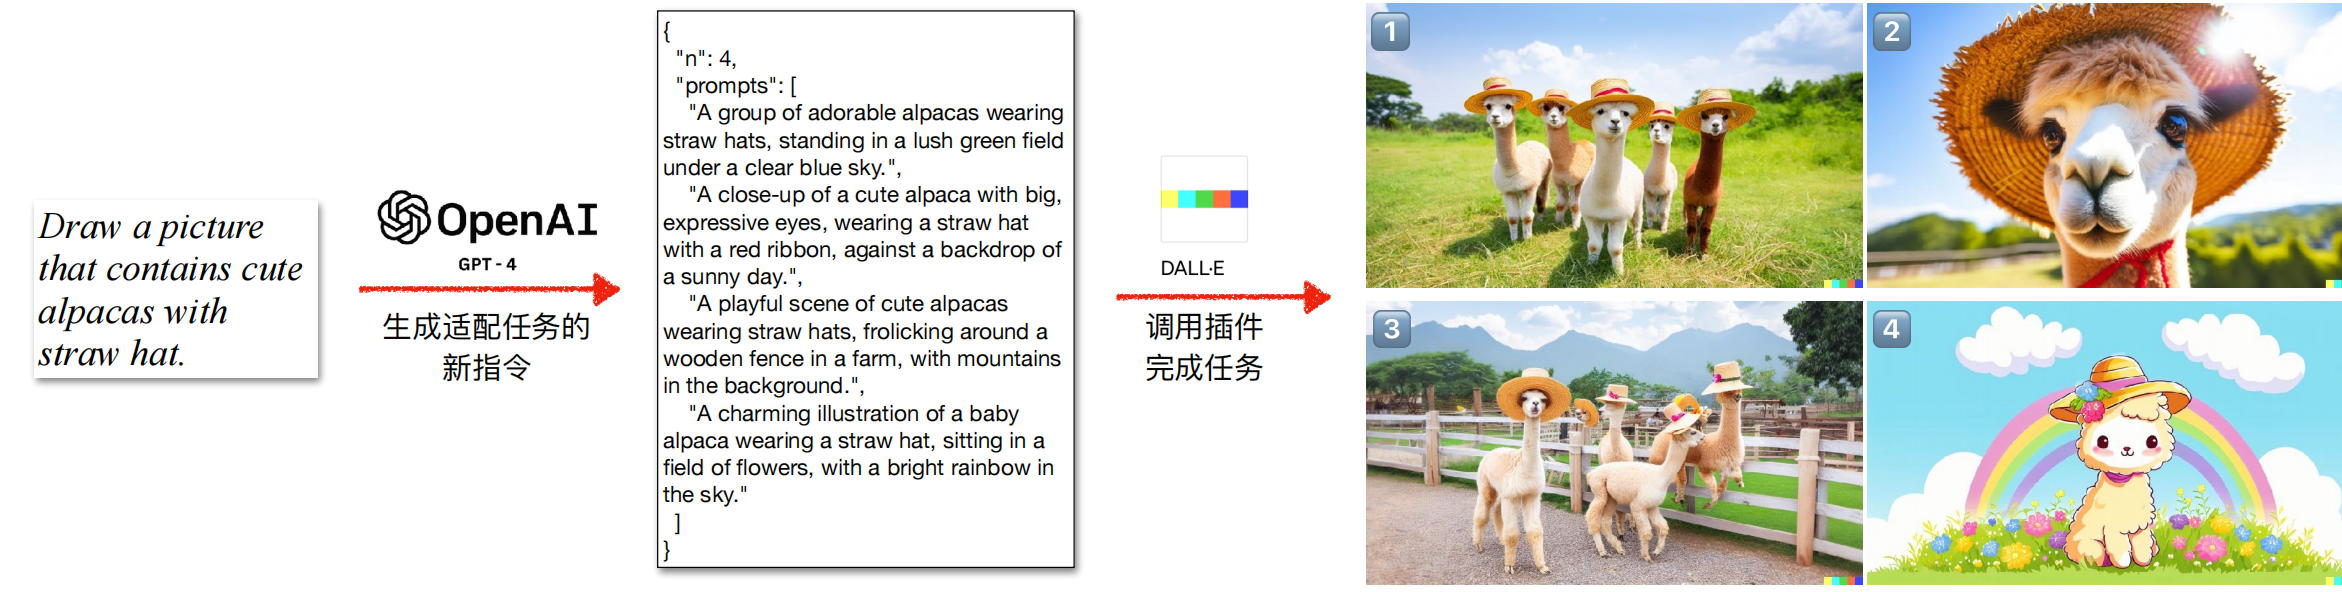 Draw a picture
that contains cute
alpacas with
straw hat.
OpenAI
GPT-4
生成适配任务的
新指令
{
"n": 4,
"prompts": [
"A group of adorable alpacas wearing
straw hats, standing in a lush green field
under a clear blue sky.",
"A close-up of a cute alpaca with big,
expressive eyes, wearing a straw hat
with a red ribbon, against a backdrop of
a sunny day.",
"A playful scene of cute alpacas
wearing straw hats, frolicking around a
wooden fence in a farm, with mountains
in the background.",
"A charming illustration of a baby
alpaca wearing a straw hat, sitting in a
field of flowers, with a bright rainbow in
the sky."
]
}
DALL·E
调用插件
完成任务
1
2
3
4